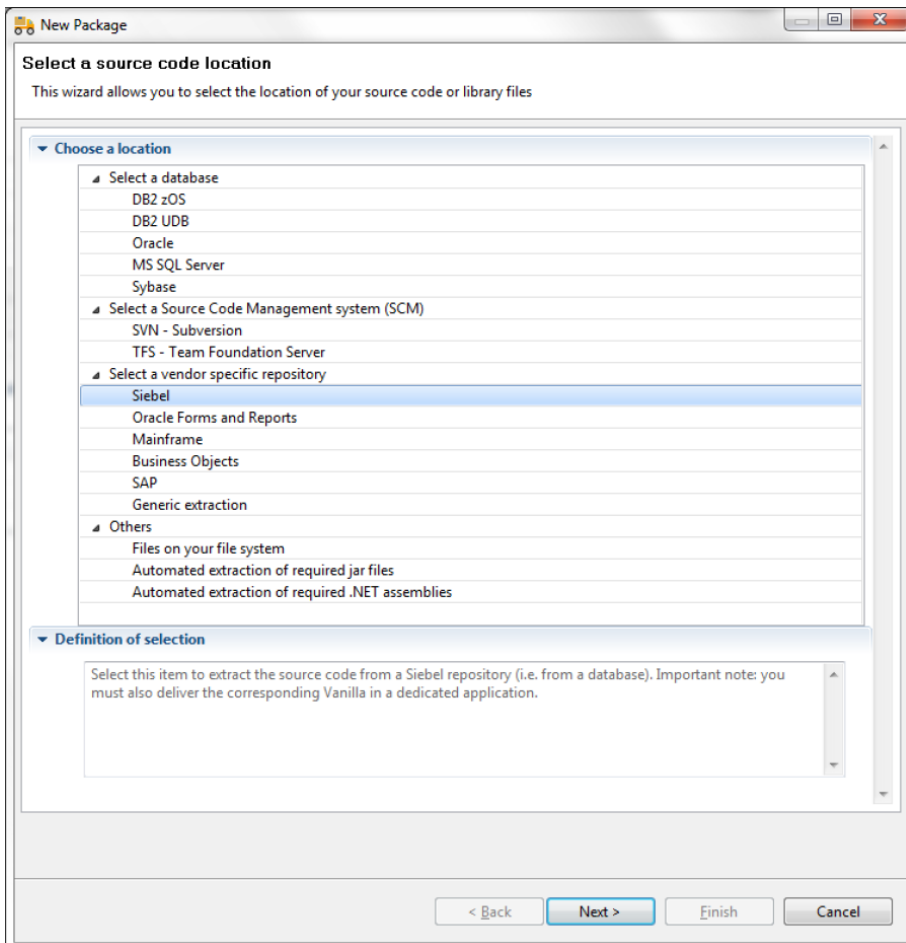 New Package
Select a source code location
This wizard allows you to select the location of your source code or library files
Choose a location
Select a database
DB2 zOS
DB2 UDB
Oracle
MS SQL Server
Sybase
Select a Source Code Management system (SCM)
SVN - Subversion
TFS - Team Foundation Server
Select a vendor specific repository
Siebel
Oracle Forms and Reports
Mainframe
Business Objects
SAP
Generic extraction
Others
Files on your file system
Automated extraction of required jar files
Automated extraction of required .NET assemblies
Definition of selection
Select this item to extract the source code from a Siebel repository (i.e. from a database). Important note: you
must also deliver the corresponding Vanilla in a dedicated application.
< Back Next > Finish Cancel